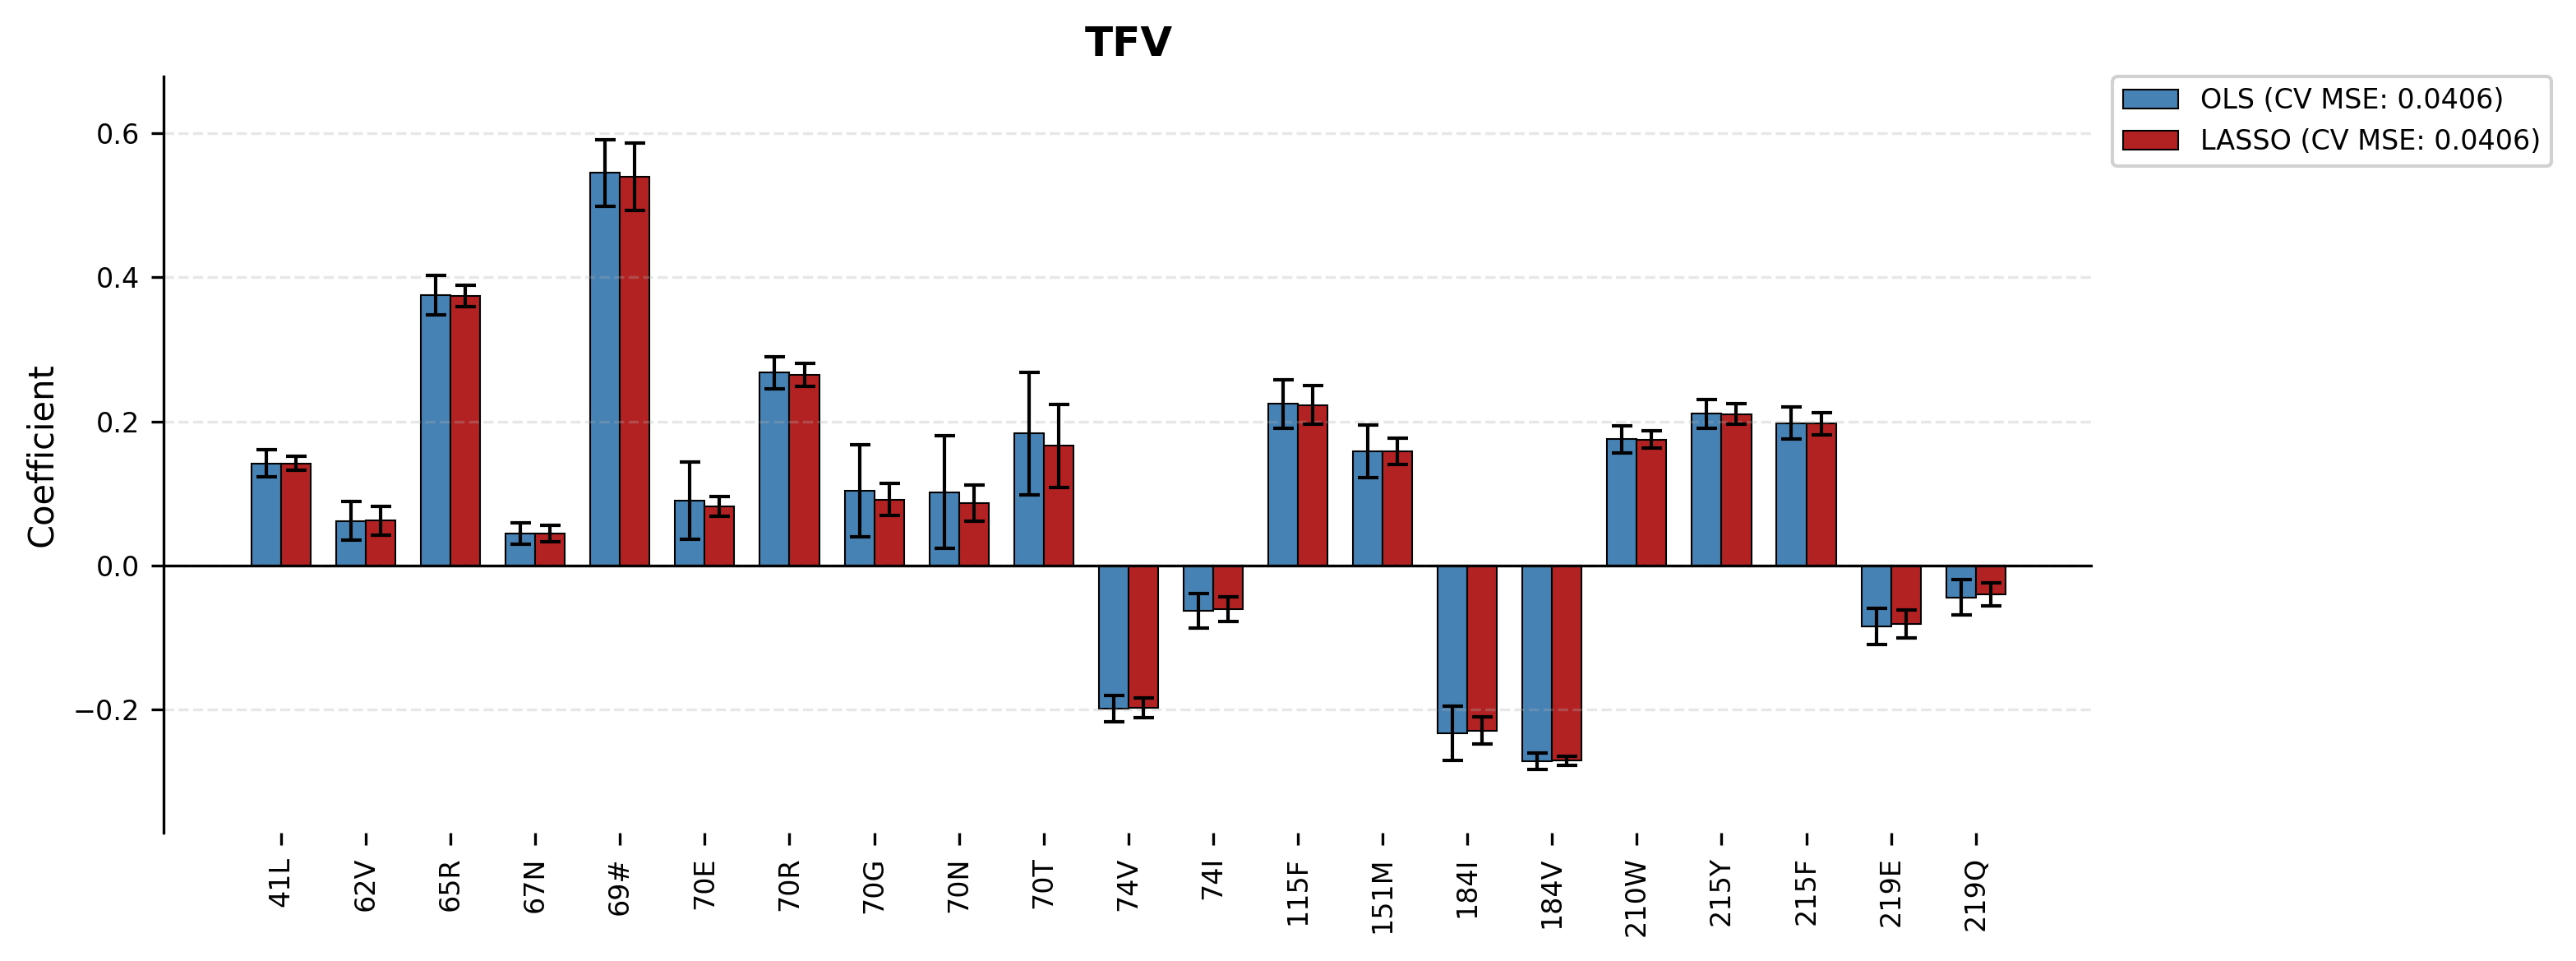 TFV
OLS (CV MSE: 0.0406)
LASSO (CV MSE: 0.0406)
Coefficient
0.6
0.4
0.2
0.0
−0.2
41L
62V
65R
67N
69#
70E
70R
70G
70N
70T
74V
74I
115F
151M
184I
184V
210W
215Y
215F
219E
219Q